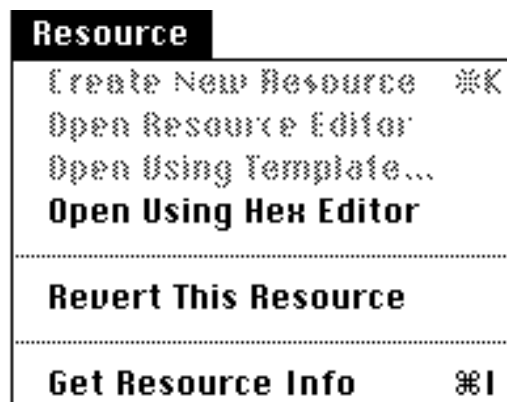 Resource
Create New Resource ⌘K
Open Resource Editor
Open Using Template...
Open Using Hex Editor
Revert This Resource
Get Resource Info ⌘I